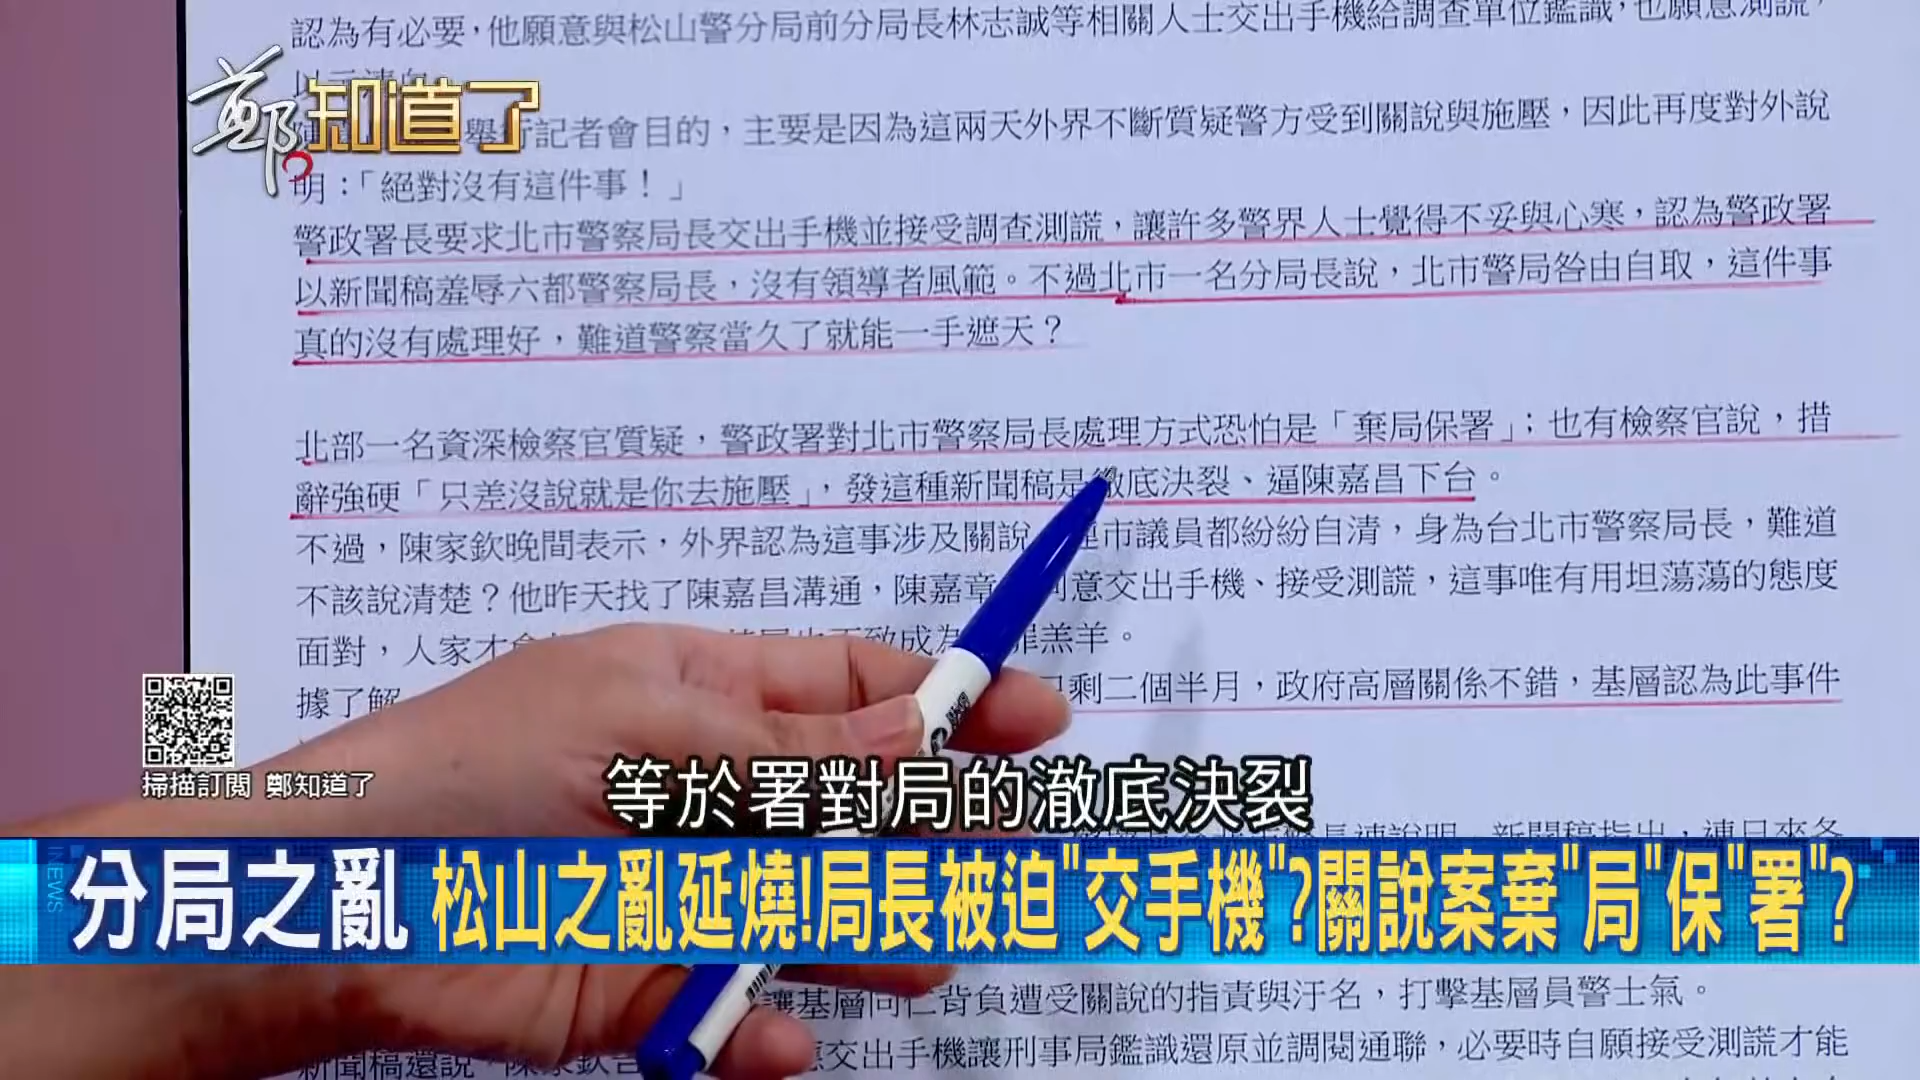 認為有必要，他願意與松山警分局前分局長林志誠等相關人士交出手機給調查單位鑑識，也願意測謊，
鄭知道了
舉行記者會目的，主要是因為這兩天外界不斷質疑警方受到關說與施壓，因此再度對外說
明：「絕對沒有這件事！」
警政署長要求北市警察局長交出手機並接受調查測謊，讓許多警界人士覺得不妥與心寒，認為警政署
以新聞稿羞辱六都警察局長，沒有領導者風範。不過北市一名分局長說，北市警局咎由自取，這件事
真的沒有處理好，難道警察當久了就能一手遮天？
北部一名資深檢察官質疑，警政署對北市警察局長處理方式恐怕是「棄局保署」；也有檢察官說，措
辭強硬「只差沒說就是你去施壓」，發這種新聞稿是徹底決裂、逼陳嘉昌下台。
不過，陳家欽晚間表示，外界認為這事涉及關說，連市議員都紛紛自清，身為台北市警察局長，難道
不該說清楚？他昨天找了陳嘉昌溝通，陳嘉章 同意交出手機、接受測謊，這事唯有用坦蕩蕩的態度
面對，人家才 致成為 罪羔羊。
據了解 只剩二個半月，政府高層關係不錯，基層認為此事件
掃描訂閱 鄭知道了
等於署對局的澈底決裂
新聞稿指出，連日來各
INEWS
分局之亂 松山之亂延燒!局長被迫"交手機"?關說案棄"局"保"署"?
讓基層同仁背負遭受關說的指責與汙名，打擊基層員警士氣。
新聞稿還說，陳家欽 應交出手機讓刑事局鑑識還原並調閱通聯，必要時自願接受測謊才能